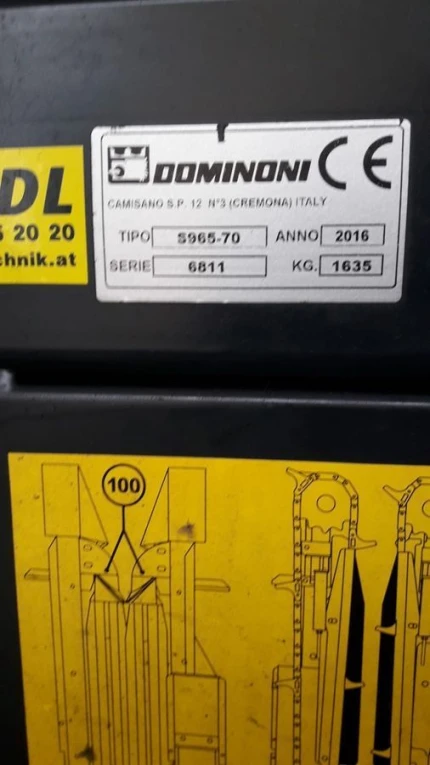 DOMINONI CE
CAMISANO S.P. 12 N°3 (CREMONA) ITALY
TIPO S965-70 ANNO 2016
SERIE 6811 KG. 1635
DL
20 20
hnik.at
100